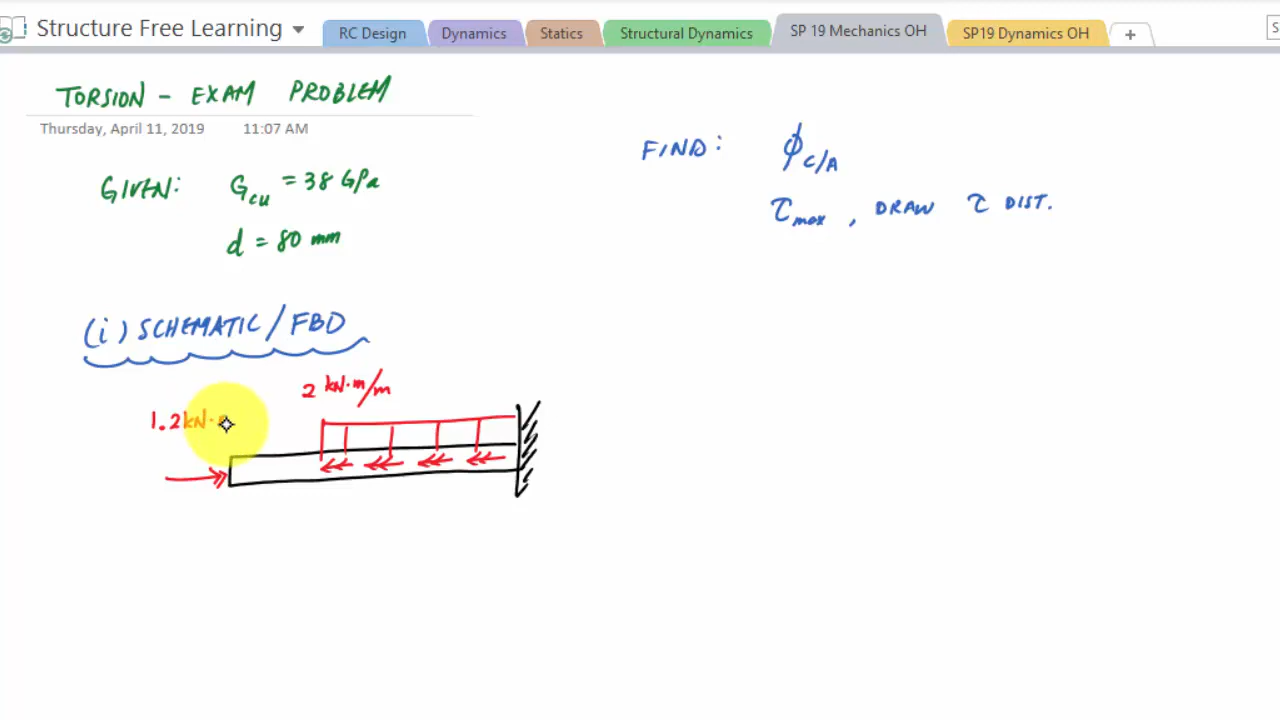 Structure Free Learning
RC Design
Dynamics
Statics
Structural Dynamics
SP 19 Mechanics OH
SP19 Dynamics OH
+
TORSION - EXAM PROBLEM
Thursday, April 11, 2019 11:07 AM
FIND: ϕC/A
τmax, DRAW τ DIST.
GIVEN: Gcu = 38 GPa
d = 80 mm
(i) SCHEMATIC/FBD
2 kN·m/m
1.2kN·